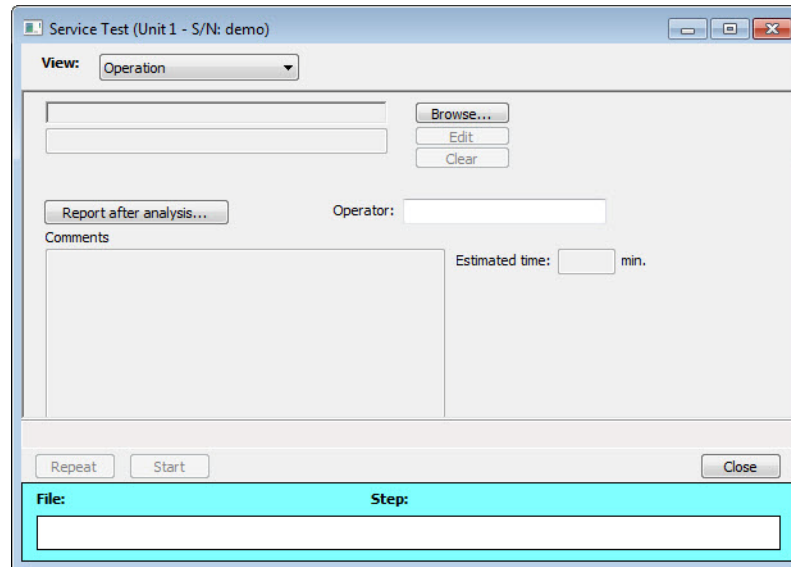 Service Test (Unit 1 - S/N: demo)
View: Operation
Browse...
Edit
Clear
Report after analysis... Operator:
Comments
Estimated time: min.
Repeat Start Close
File: Step: